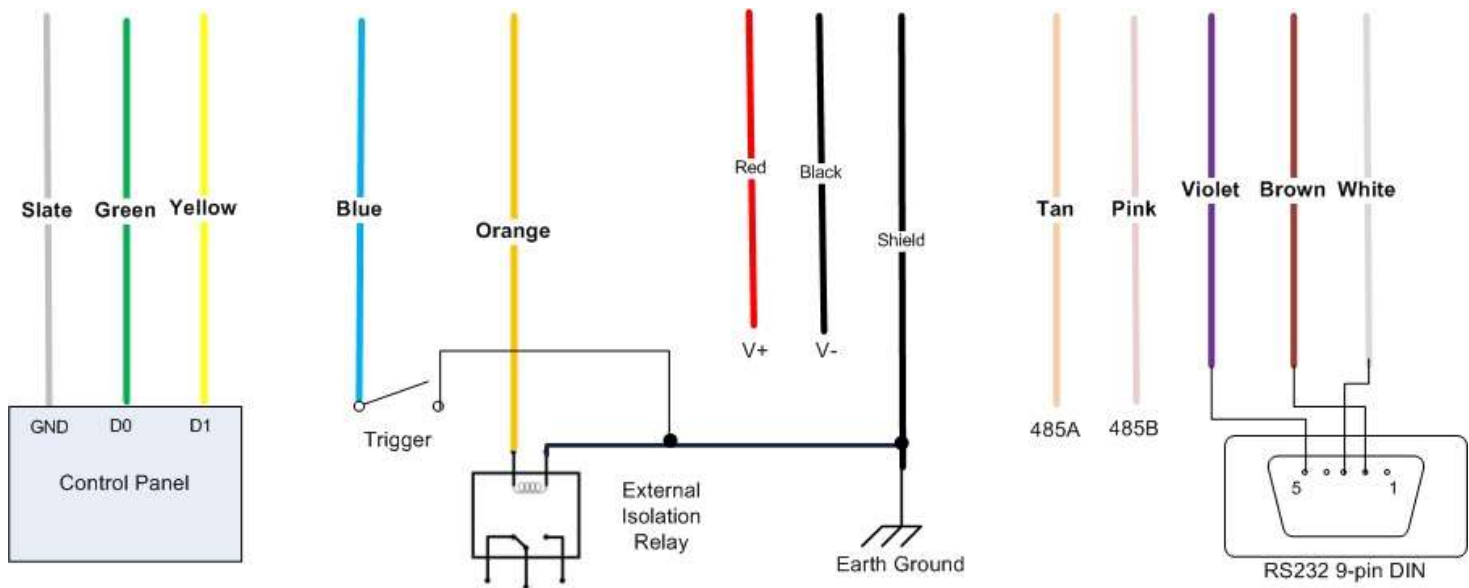 Slate
Green
Yellow
Blue
Orange
Red
Black
Shield
Tan
Pink
Violet
Brown
White
GND
D0
D1
Control Panel
Trigger
V+
V-
External
Isolation
Relay
Earth Ground
485A
485B
5
1
RS232 9-pin DIN